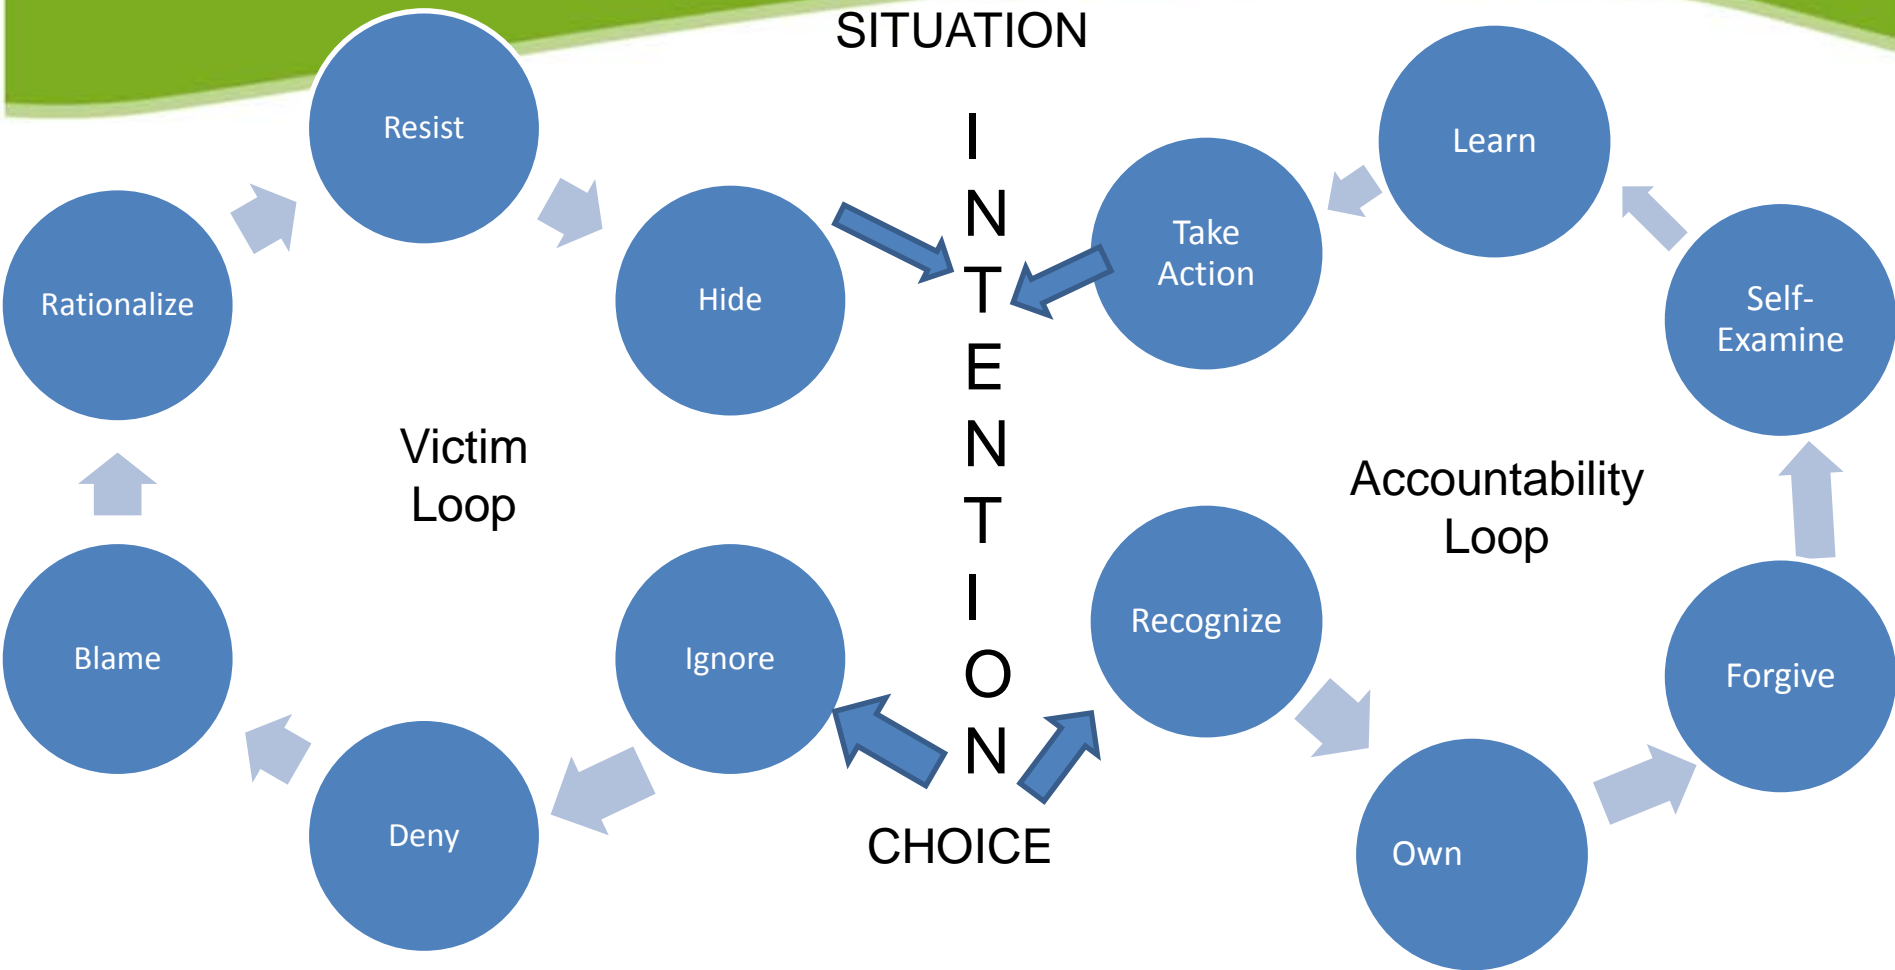 SITUATION
I
N
T
E
N
T
I
O
N
CHOICE
Victim
Loop
Ignore
Deny
Blame
Rationalize
Resist
Hide
Accountability
Loop
Recognize
Own
Forgive
Self-
Examine
Learn
Take
Action